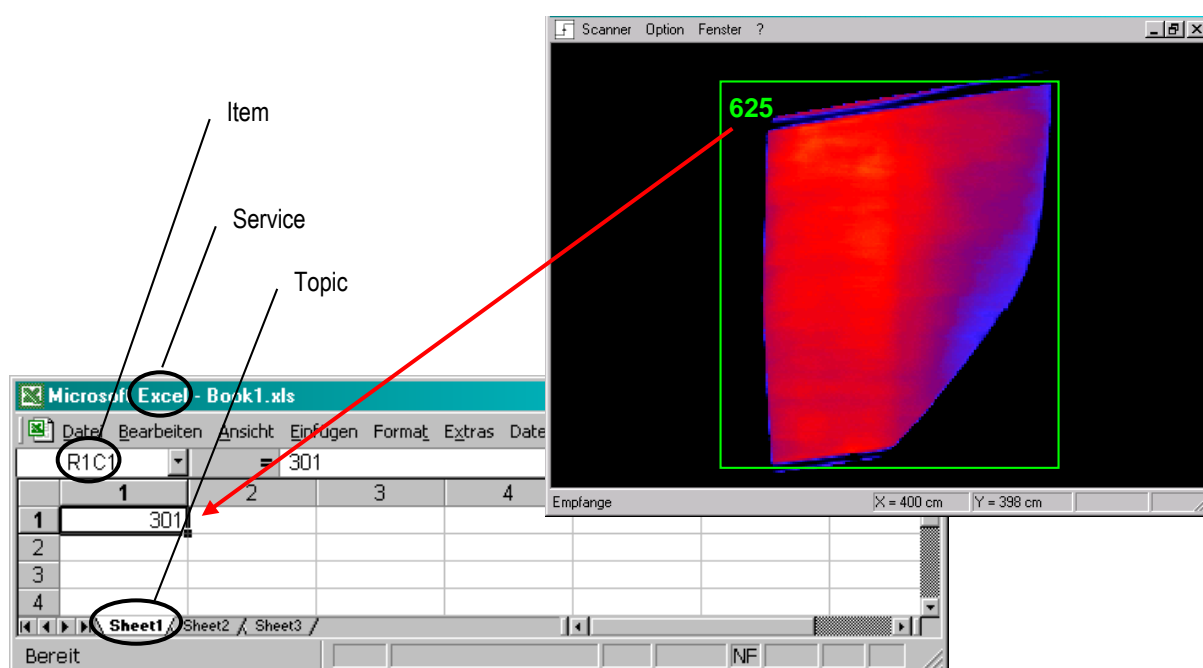 Scanner Option Fenster ?
625
Item
Service
Topic
Microsoft Excel - Book1.xls
Datei Bearbeiten Ansicht Einfügen Format Extras Date
R1C1 = 301
1 2 3 4
1 301
2
3
4
Sheet1 Sheet2 Sheet3
Bereit NF
Empfange X = 400 cm Y = 398 cm